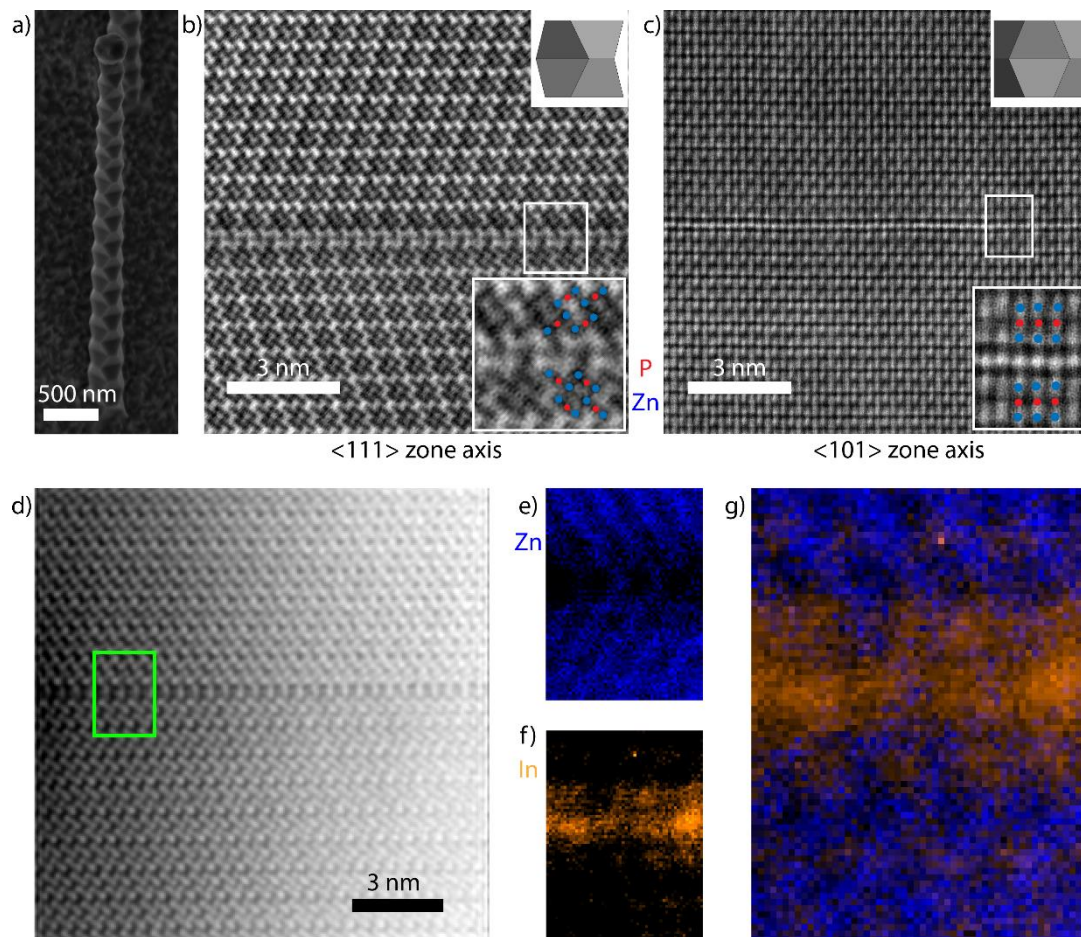 a)
b)
c)
500 nm
3 nm
P
Zn
3 nm
<111> zone axis
<101> zone axis
d)
e)
Zn
g)
f)
In
3 nm